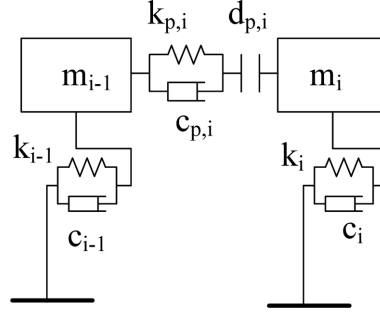 k_{p,i} d_{p,i}
m_{i-1} m_i
c_{p,i}
k_{i-1} k_i
c_{i-1} c_i